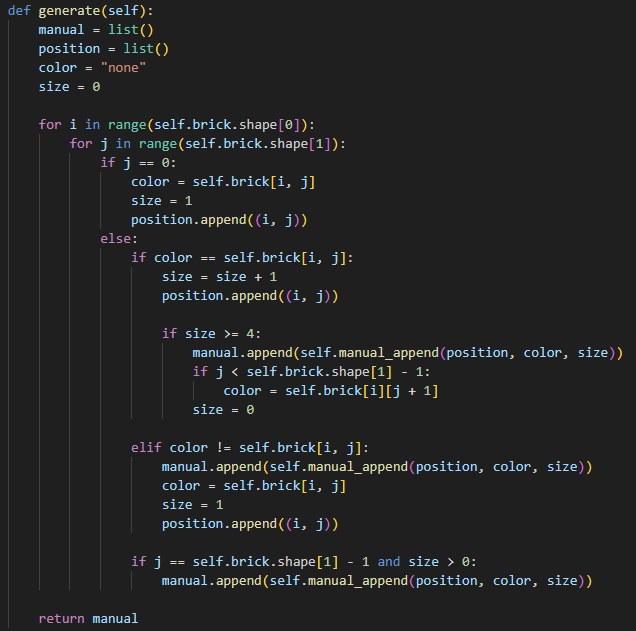 def generate(self):
    manual = list()
    position = list()
    color = "none"
    size = 0

    for i in range(self.brick.shape[0]):
        for j in range(self.brick.shape[1]):
            if j == 0:
                color = self.brick[i, j]
                size = 1
                position.append((i, j))
            else:
                if color == self.brick[i, j]:
                    size = size + 1
                    position.append((i, j))

                    if size >= 4:
                        manual.append(self.manual_append(position, color, size))
                        if j < self.brick.shape[1] - 1:
                            color = self.brick[i][j + 1]
                        size = 0

                elif color != self.brick[i, j]:
                    manual.append(self.manual_append(position, color, size))
                    color = self.brick[i, j]
                    size = 1
                    position.append((i, j))

                if j == self.brick.shape[1] - 1 and size > 0:
                    manual.append(self.manual_append(position, color, size))

    return manual